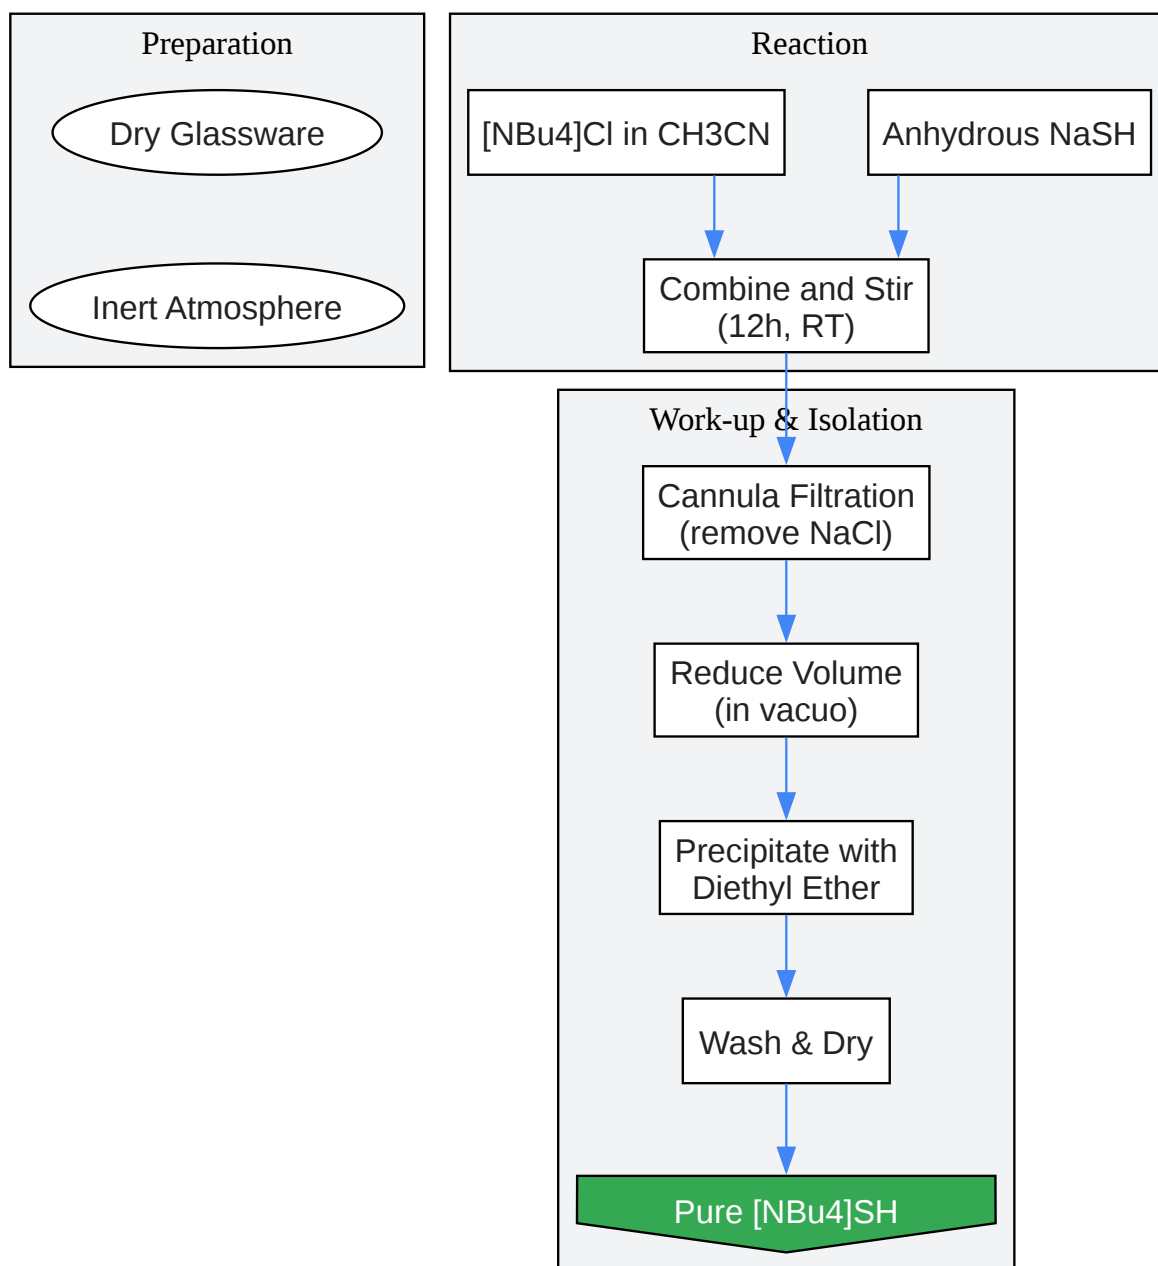 Preparation
Dry Glassware
Inert Atmosphere
Reaction
[NBu4]Cl in CH3CN
Anhydrous NaSH
Combine and Stir
(12h, RT)
Work-up & Isolation
Cannula Filtration
(remove NaCl)
Reduce Volume
(in vacuo)
Precipitate with
Diethyl Ether
Wash & Dry
Pure [NBu4]SH